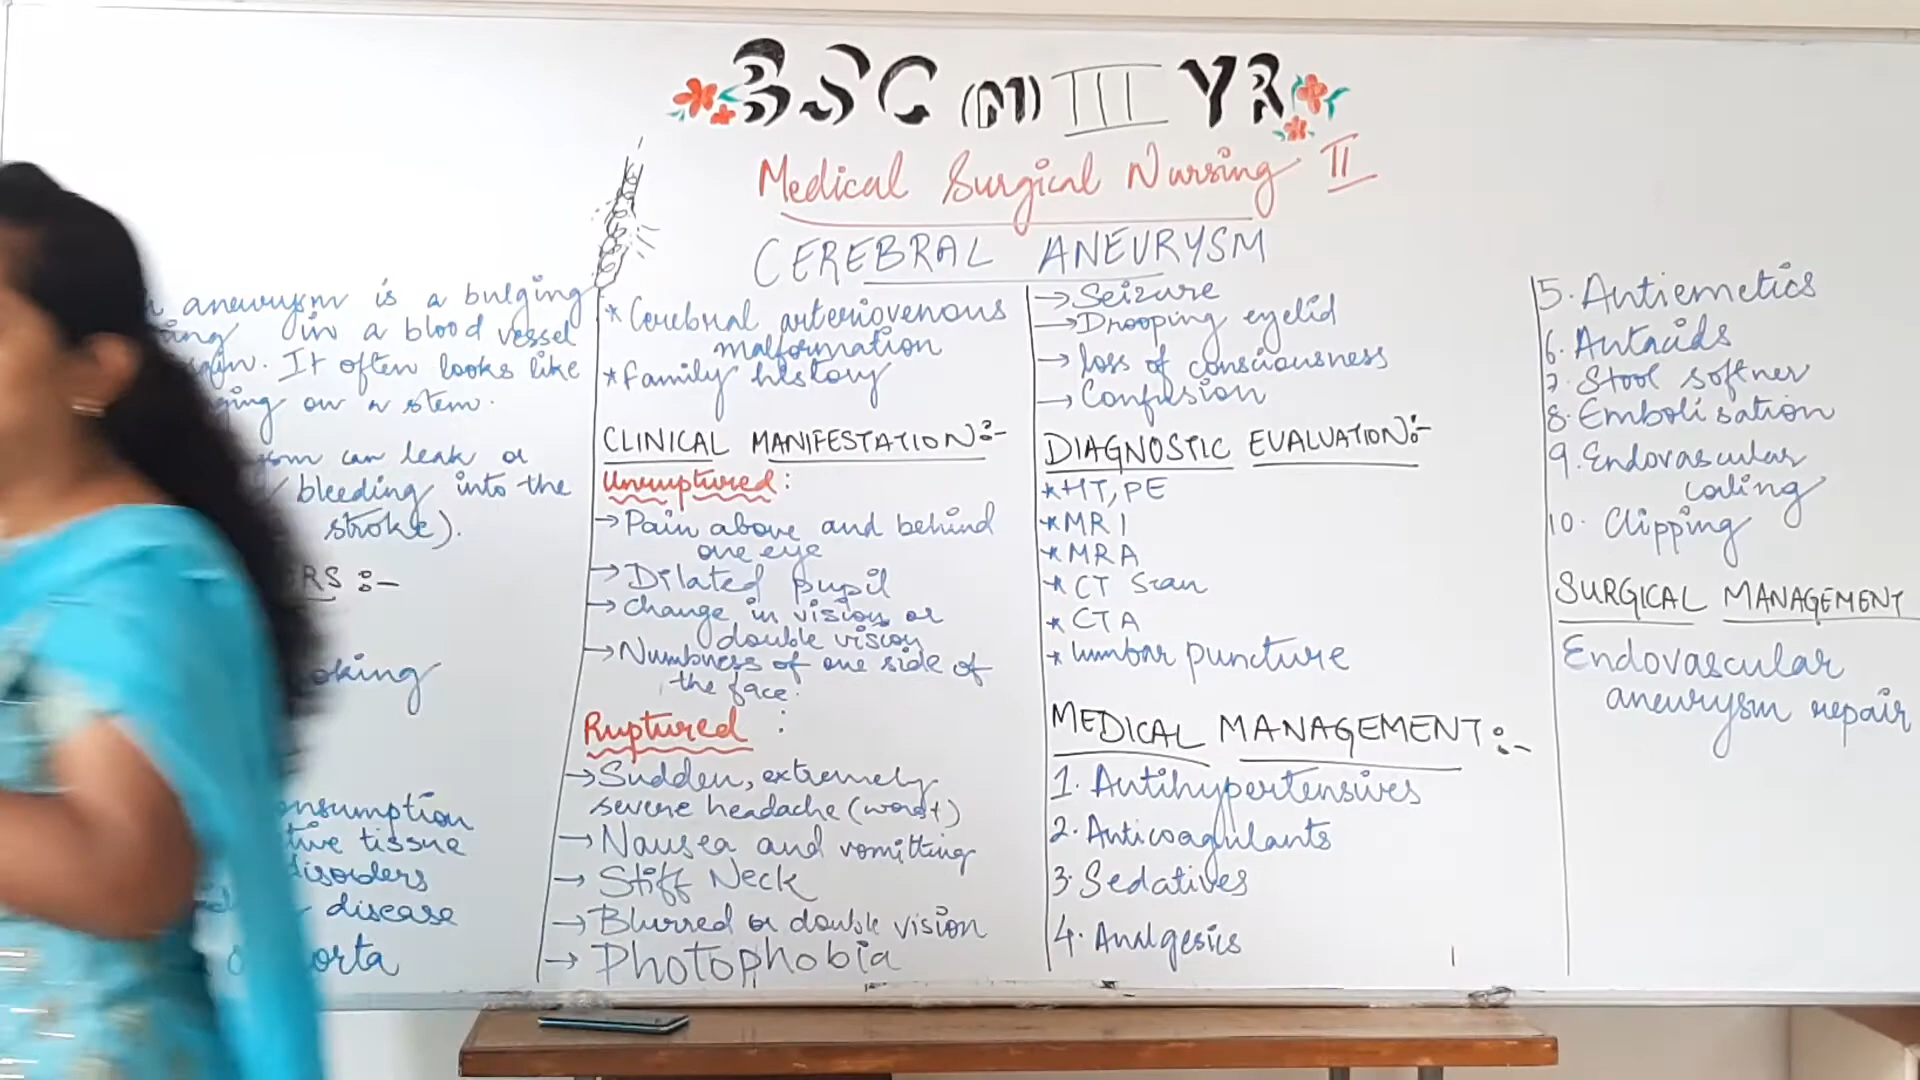 BSC (N) III YR
Medical Surgical Nursing II
CEREBRAL ANEURYSM
aneurysm is a bulging
in a blood vessel
It often looks like
on a stem.
can leak or
bleeding into the
stroke).
RS :-
oking
nsumption
tive tissue
disorders
disease
orta
* Cerebral arteriovenous
malformation
* family history
CLINICAL MANIFESTATION:-
Unruptured:
→ Pain above and behind
one eye
→ Dilated pupil
→ change in vision or
double vision
→ Numbness of one side of
the face.
Ruptured :
→ Sudden, extremely
severe headache (worst)
→ Nausea and vomitting
→ Stiff Neck
→ Blurred or double vision
→ Photophobia
→ Seizure
→ Drooping eyelid
→ loss of consciousness
→ Confusion
DIAGNOSTIC EVALUATION:-
* HT, PE
* MRI
* MRA
* CT Scan
* CTA
* lumbar puncture
MEDICAL MANAGEMENT:-
1. Antihypertensives
2. Anticoagulants
3. Sedatives
4. Analgesics
5. Antiemetics
6. Antacids
7. Stool softner
8. Embolisation
9. Endovascular
coiling
10. Clipping
SURGICAL MANAGEMENT
Endovascular
aneurysm repair